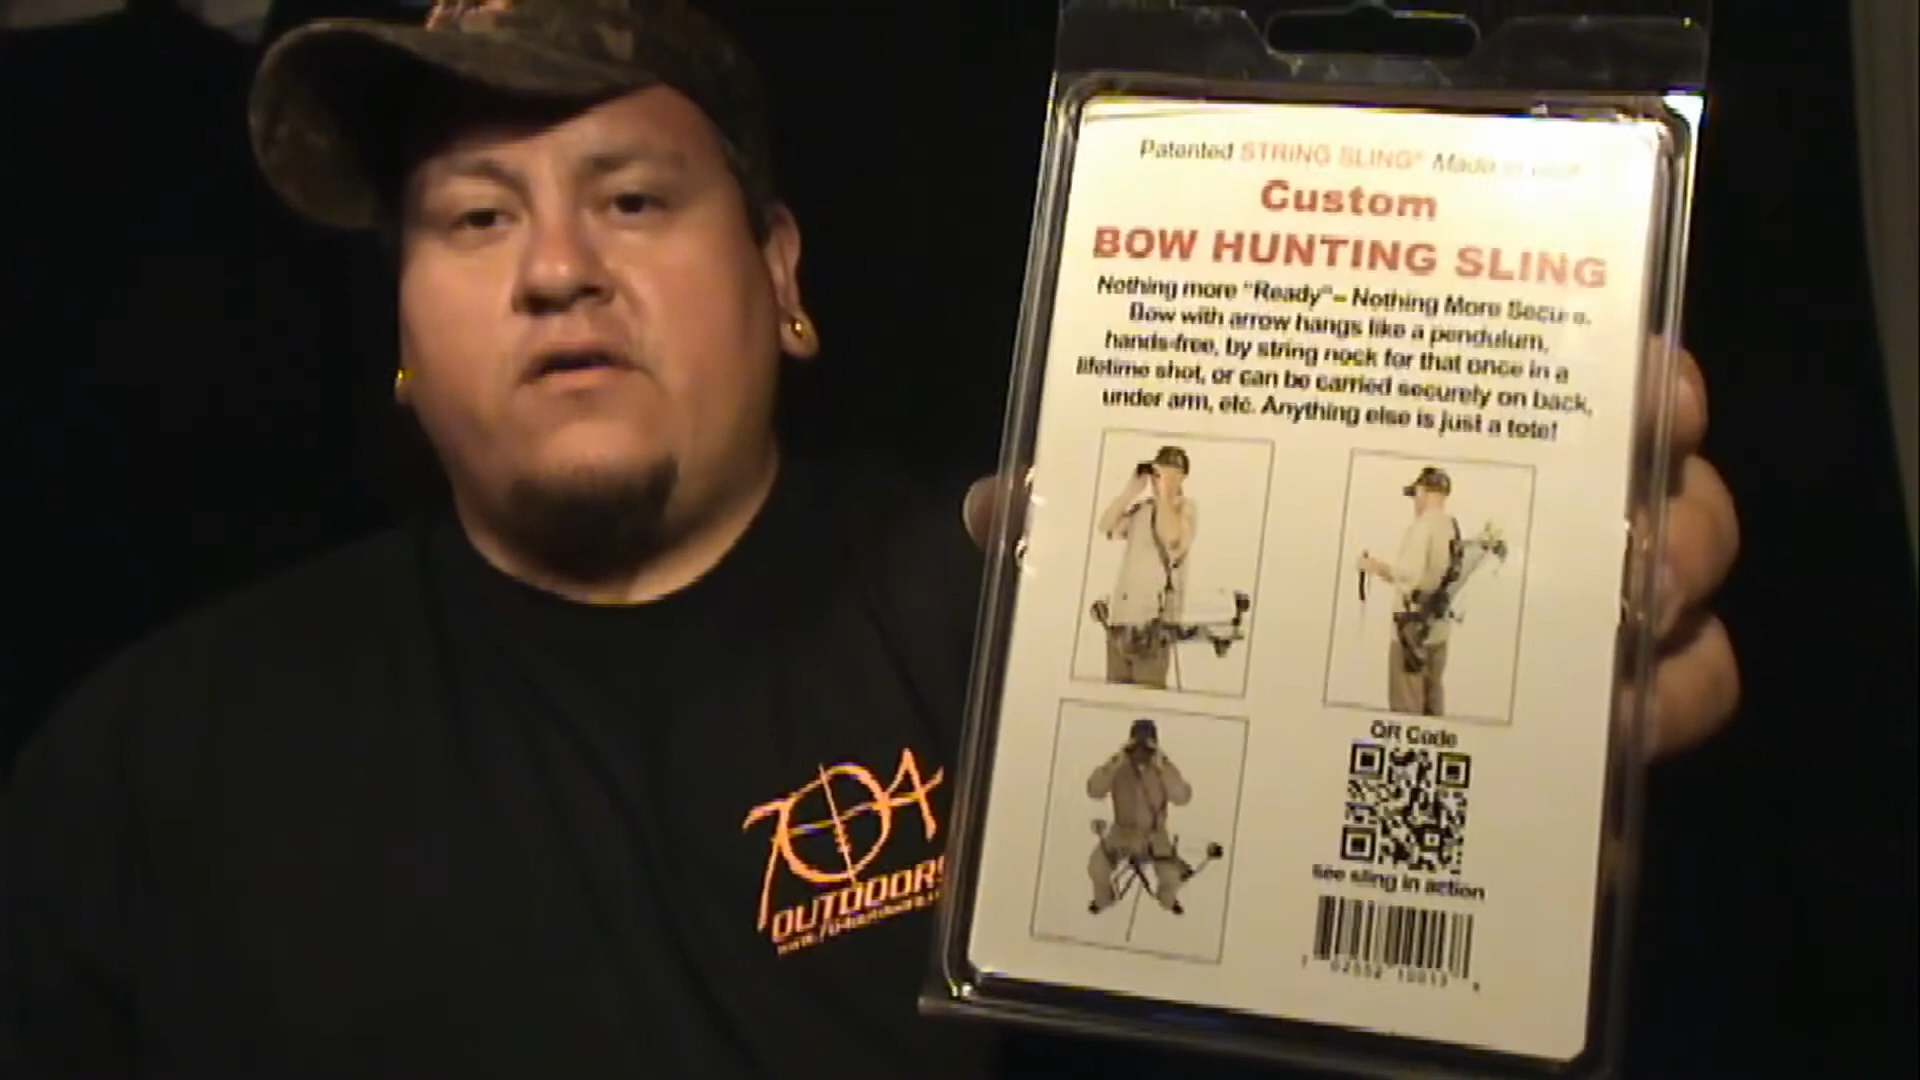 Patented STRING SLING® Made in
Custom
BOW HUNTING SLING
Nothing more "Ready"– Nothing More Secure.
Bow with arrow hangs like a pendulum,
hands-free, by string nock for that once in a
lifetime shot, or can be carried securely on back,
under arm, etc. Anything else is just a tote!
QR Code
see sling in action
704
OUTDOORS